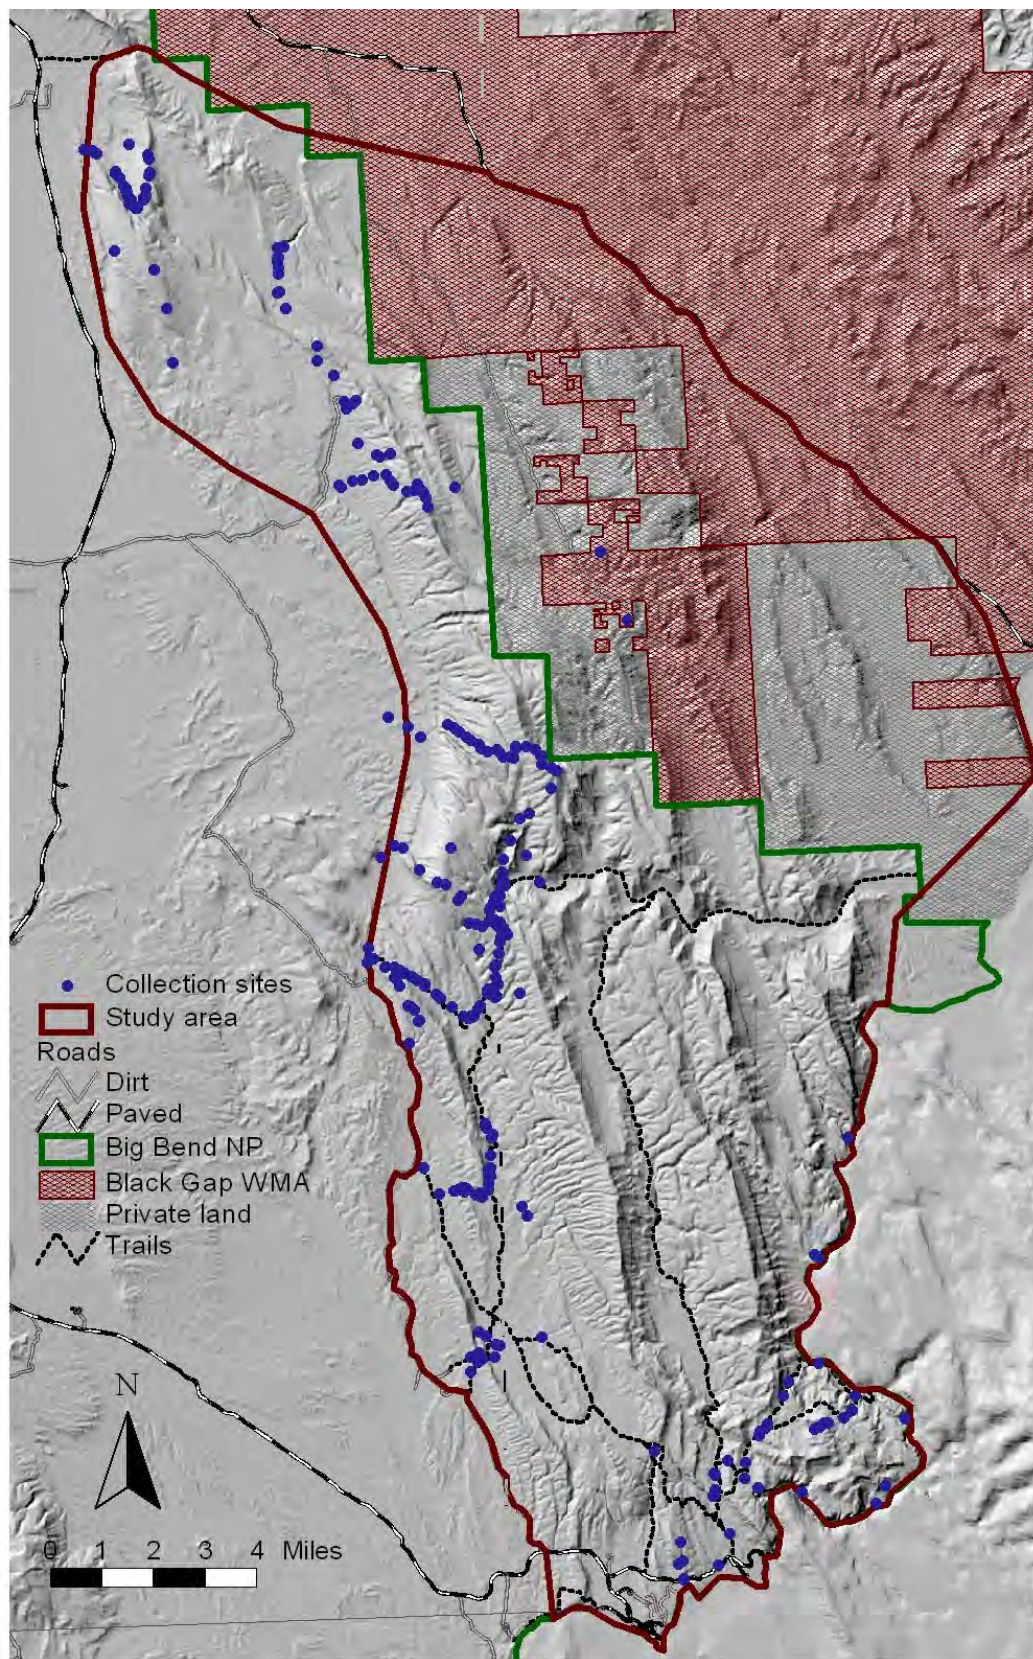 Collection sites
Study area
Roads
Dirt
Paved
Big Bend NP
Black Gap WMA
Private land
Trails
N
0 1 2 3 4 Miles